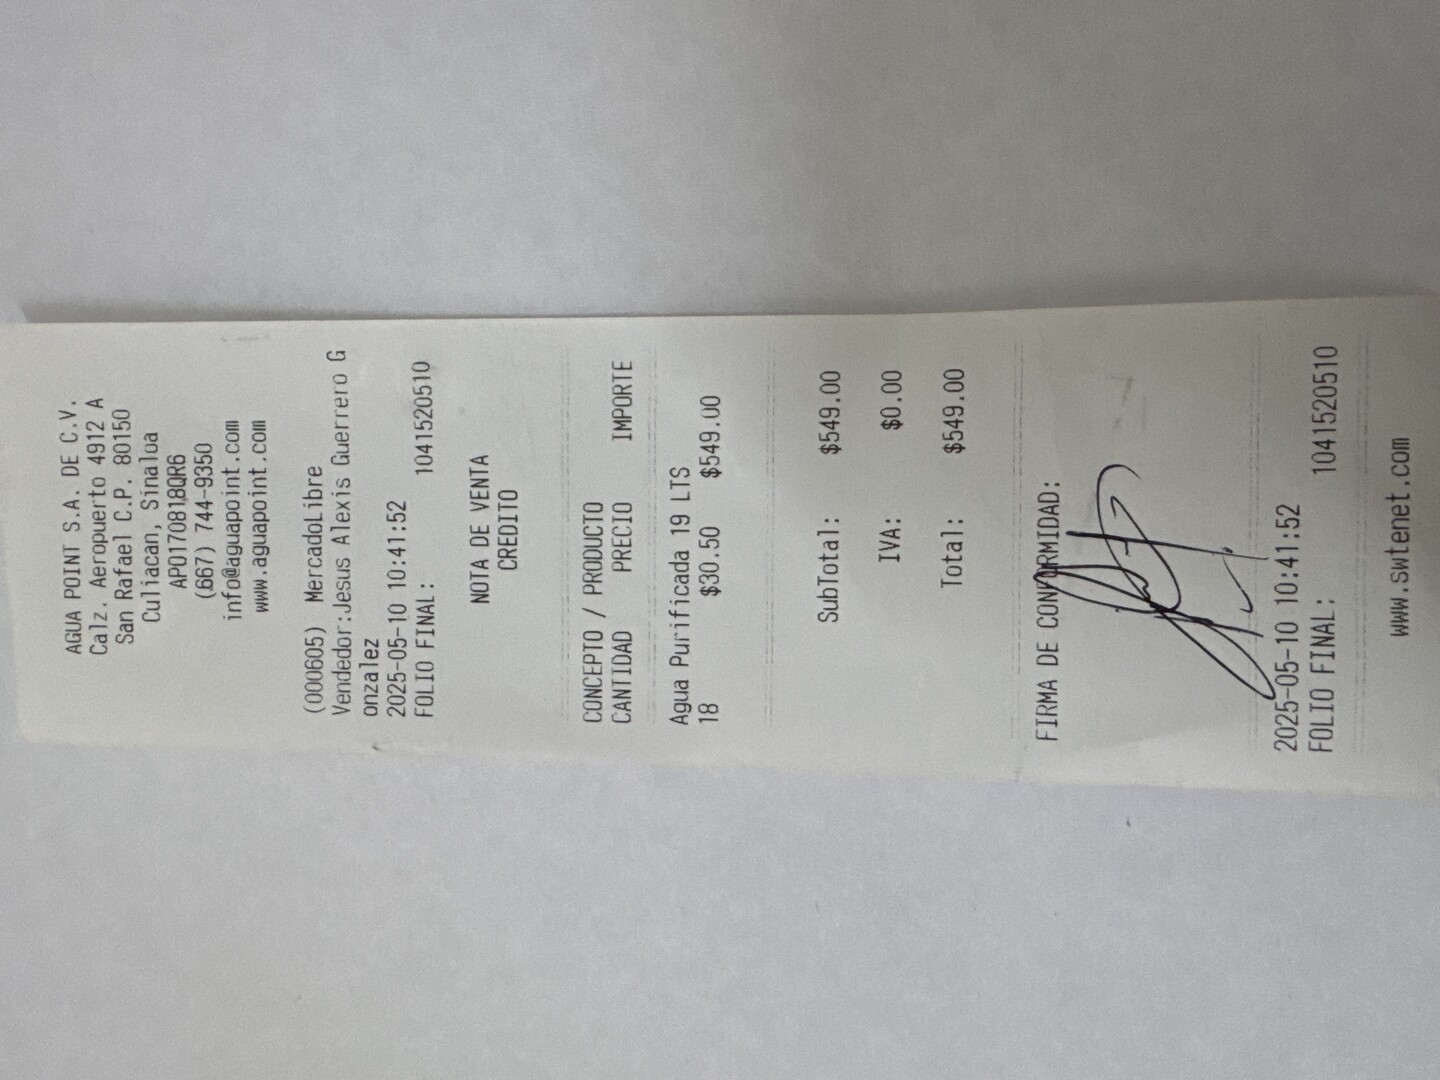 AGUA POINT S.A. DE C.V.
Calz. Aeropuerto 4912 A
San Rafael C.P. 80150
Culiacan, Sinalua
APO170818QR6
(667) 744-9350
info@aguapoint.com
www.aguapoint.com
(000605) MercadoLibre
Vendedor:Jesus Alexis Guerrero G
onzalez
2025-05-10 10:41:52
FOLIO FINAL: 1041520510
NOTA DE VENTA
CREDITO
CONCEPTO / PRODUCTO
CANTIDAD PRECIO IMPORTE
Agua Purificada 19 LTS
18 $30.50 $549.00
SubTotal: $549.00
IVA: $0.00
Total: $549.00
FIRMA DE CONFORMIDAD:
2025-05-10 10:41:52
FOLIO FINAL: 1041520510
www.swtenet.com